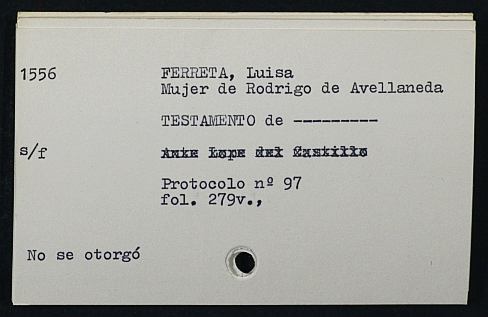 1556 FERRETA, Luisa
Mujer de Rodrigo de Avellaneda
TESTAMENTO de ---------
s/f Ante Lope del Castillo
Protocolo nº 97
fol. 279v.,
No se otorgó